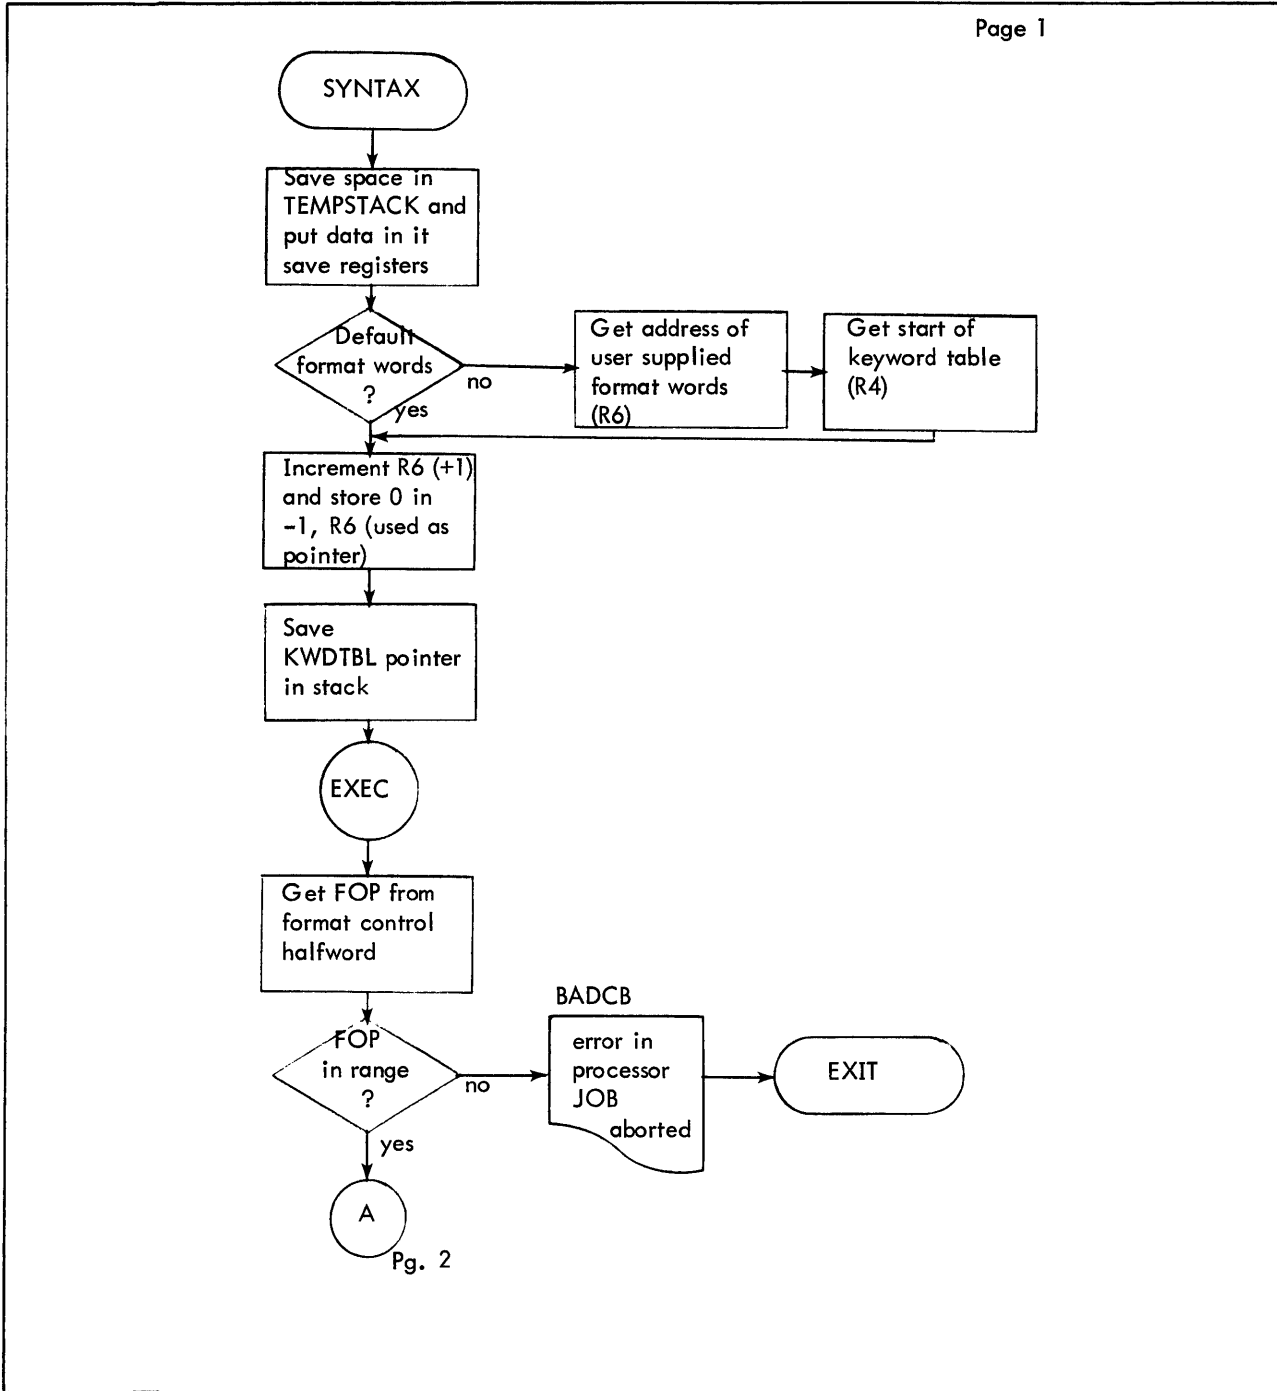 Page 1
SYNTAX
Save space in
TEMPSTACK and
put data in it
save registers
Default
format words
?
no
yes
Get address of
user supplied
format words
(R6)
Get start of
keyword table
(R4)
Increment R6 (+1)
and store 0 in
-1, R6 (used as
pointer)
Save
KWDTBL pointer
in stack
EXEC
Get FOP from
format control
halfword
FOP
in range
?
no
yes
BADCB
error in
processor
JOB
aborted
EXIT
A
Pg. 2